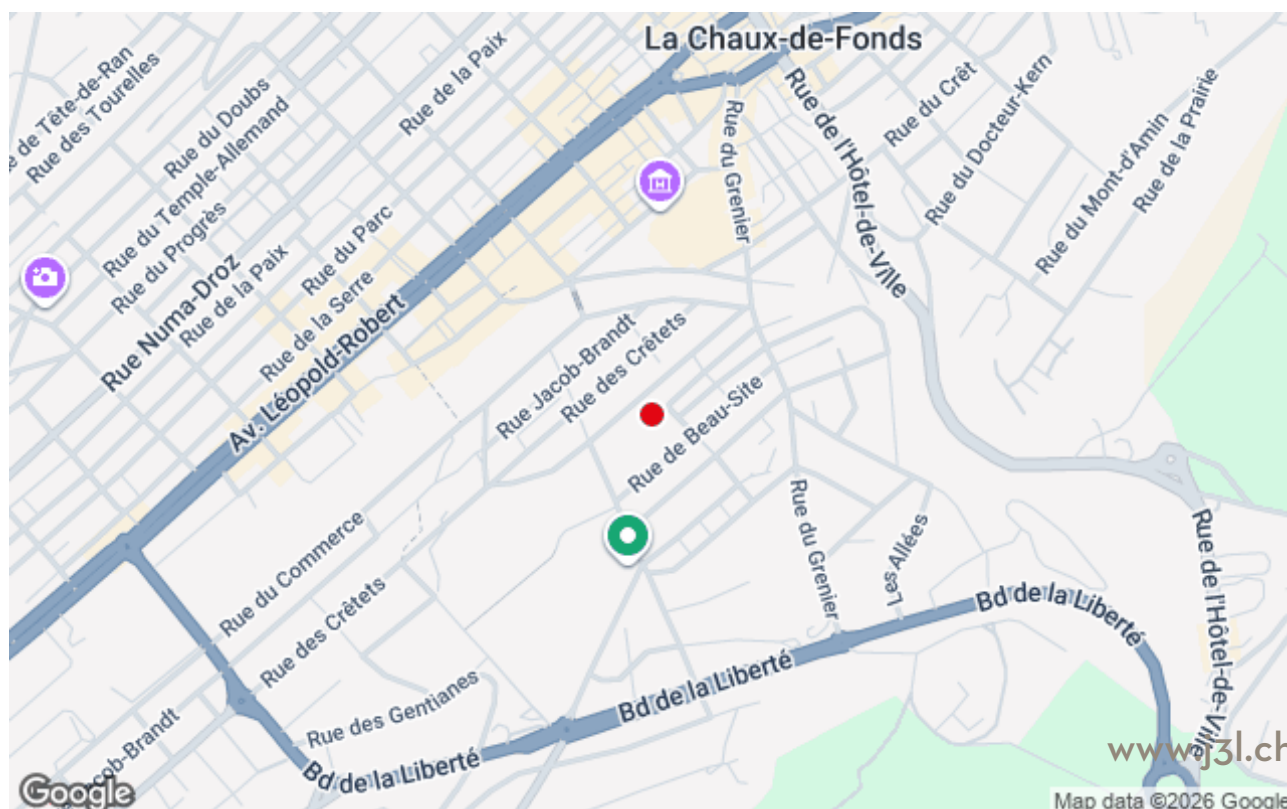 La Chaux-de-Fonds
Rue de la Paix
de Tête-de-Ran
Rue des Tourelles
Rue du Doubs
Rue du Temple-Allemand
Rue du Progrès
Rue de la Paix
Rue Numa-Droz
Rue du Parc
Rue de la Serre
Av. Léopold-Robert
Rue du Grenier
Rue de l'Hôtel-de-Ville
Rue du Crêt
Rue du Docteur-Kern
Rue du Mont-d'Amin
Rue de la Prairie
Rue Jacob-Brandt
Rue des Crêtets
Rue de Beau-Site
Rue du Grenier
Les Allées
Rue du Commerce
Rue des Crêtets
Rue des Gentianes
Bd de la Liberté
Bd de la Liberté
Bd de la Liberté
Rue de l'Hôtel-de-Ville
Jacob-Brandt
www.j3l.ch
Google
Map data ©2026 Google